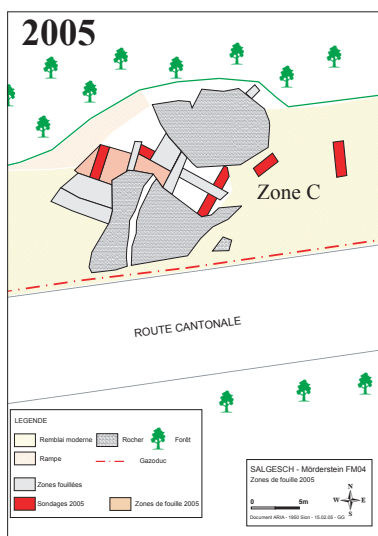 2005
Zone C
ROUTE CANTONALE
LEGENDE
Remblai moderne
Rocher
Forêt
Rampe
Gazoduc
Zones fouillées
Sondages 2005
Zones de fouille 2005
SALGESCH - Mörderstein FM04
Zones de fouille 2005
0 5m
N
W E
S
Document ARIA - 1950 Sion - 15.02.05 - GG